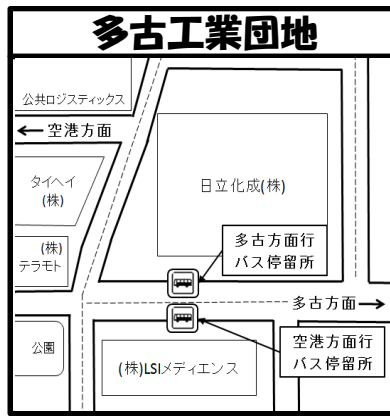 多古工業団地
公共ロジスティックス
← 空港方面
タイヘイ
(株)
日立化成(株)
多古方面行
バス停留所
(株)
テラモト
多古方面 →
公園
(株)LSIメディエンス
空港方面行
バス停留所